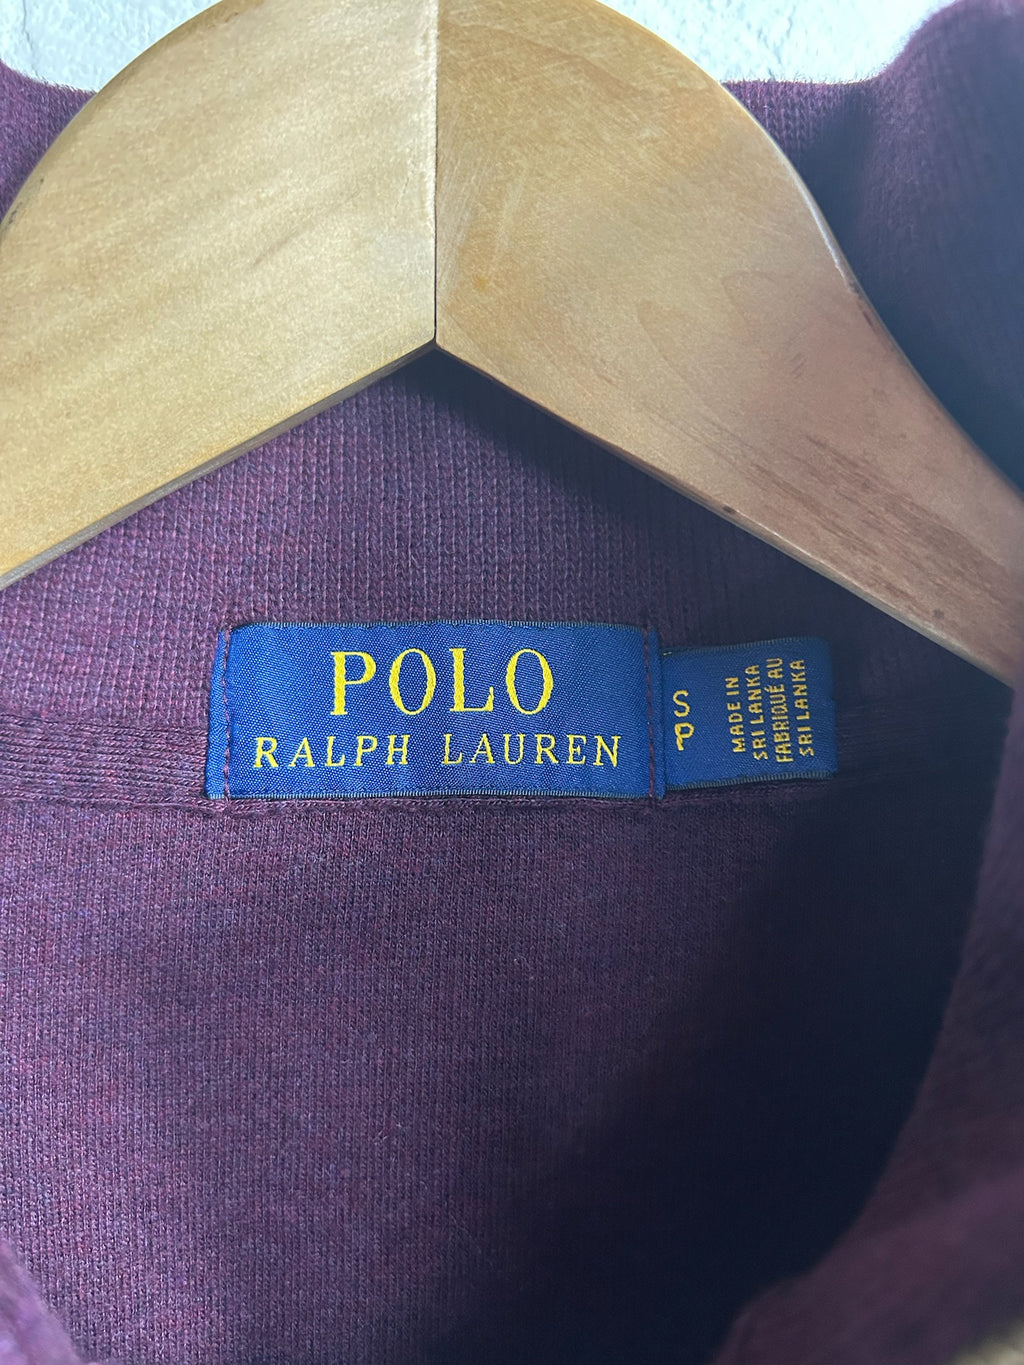 POLO
RALPH LAUREN
S
P
MADE IN
SRI LANKA
FABRIQUÉ AU
SRI LANKA